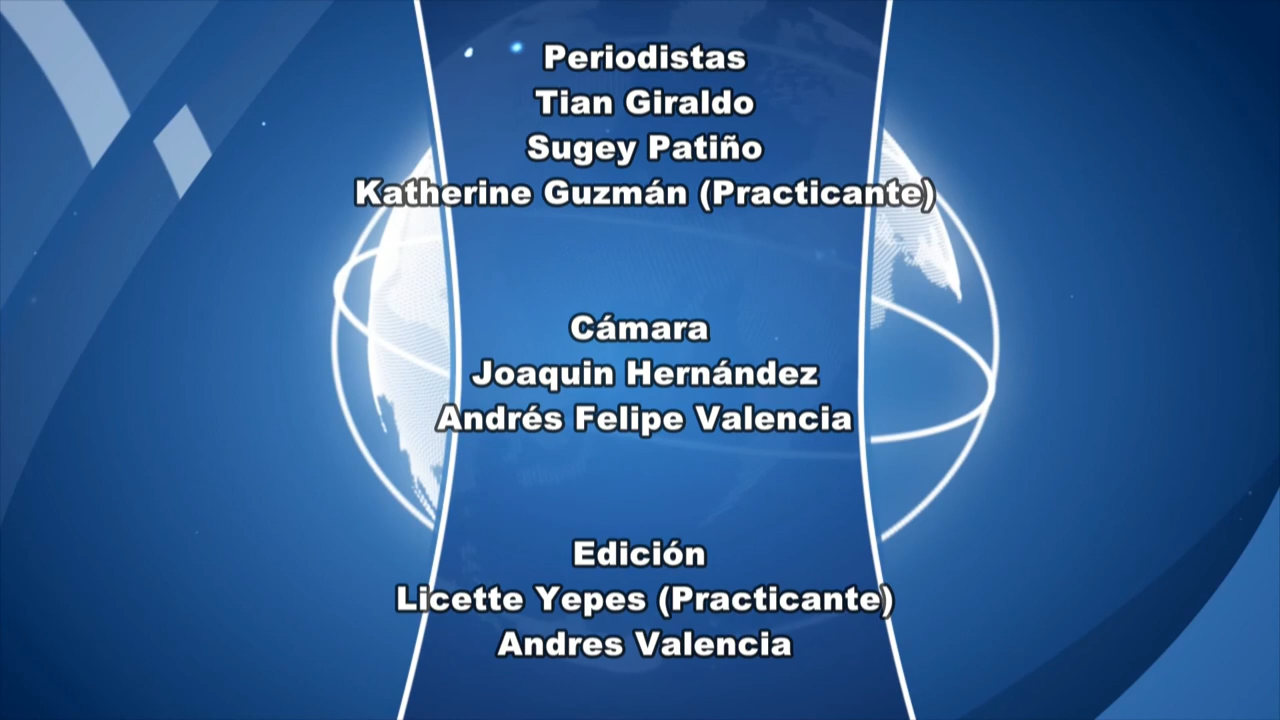 Periodistas
Tian Giraldo
Sugey Patiño
Katherine Guzmán (Practicante)
Cámara
Joaquin Hernández
Andrés Felipe Valencia
Edición
Licette Yepes (Practicante)
Andres Valencia